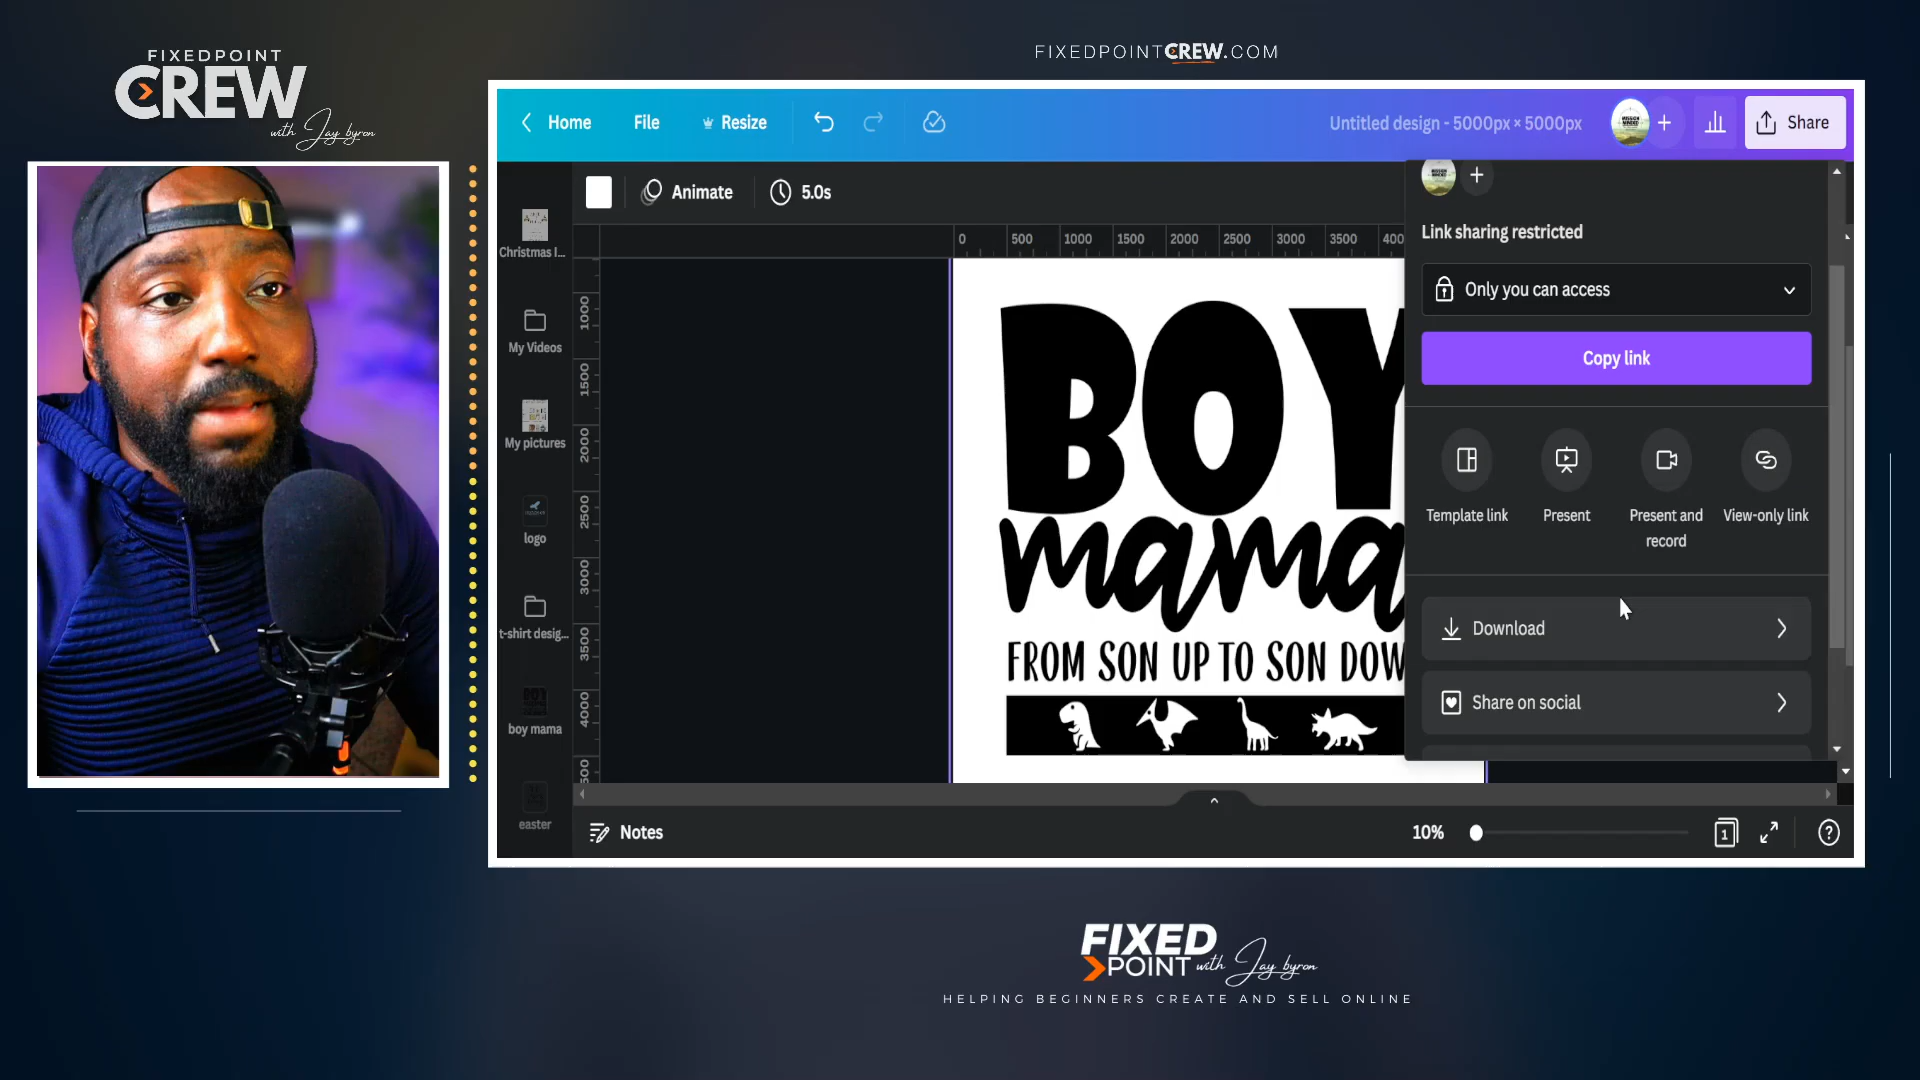 FIXEDPOINT
CREW
with Jay byron
FIXEDPOINTCREW.COM
Home
File
Resize
Untitled design - 5000px × 5000px
Share
Animate
5.0s
0 500 1000 1500 2000 2500 3000 3500 400
1000
1500
2000
2500
3000
3500
4000
500
Christmas I...
My Videos
My pictures
logo
t-shirt desig...
boy mama
easter
BOY
mama
FROM SON UP TO SON DOW
Link sharing restricted
Only you can access
Copy link
Template link
Present
Present and
record
View-only link
Download
Share on social
Notes
10%
1
FIXED
POINT with Jay byron
HELPING BEGINNERS CREATE AND SELL ONLINE